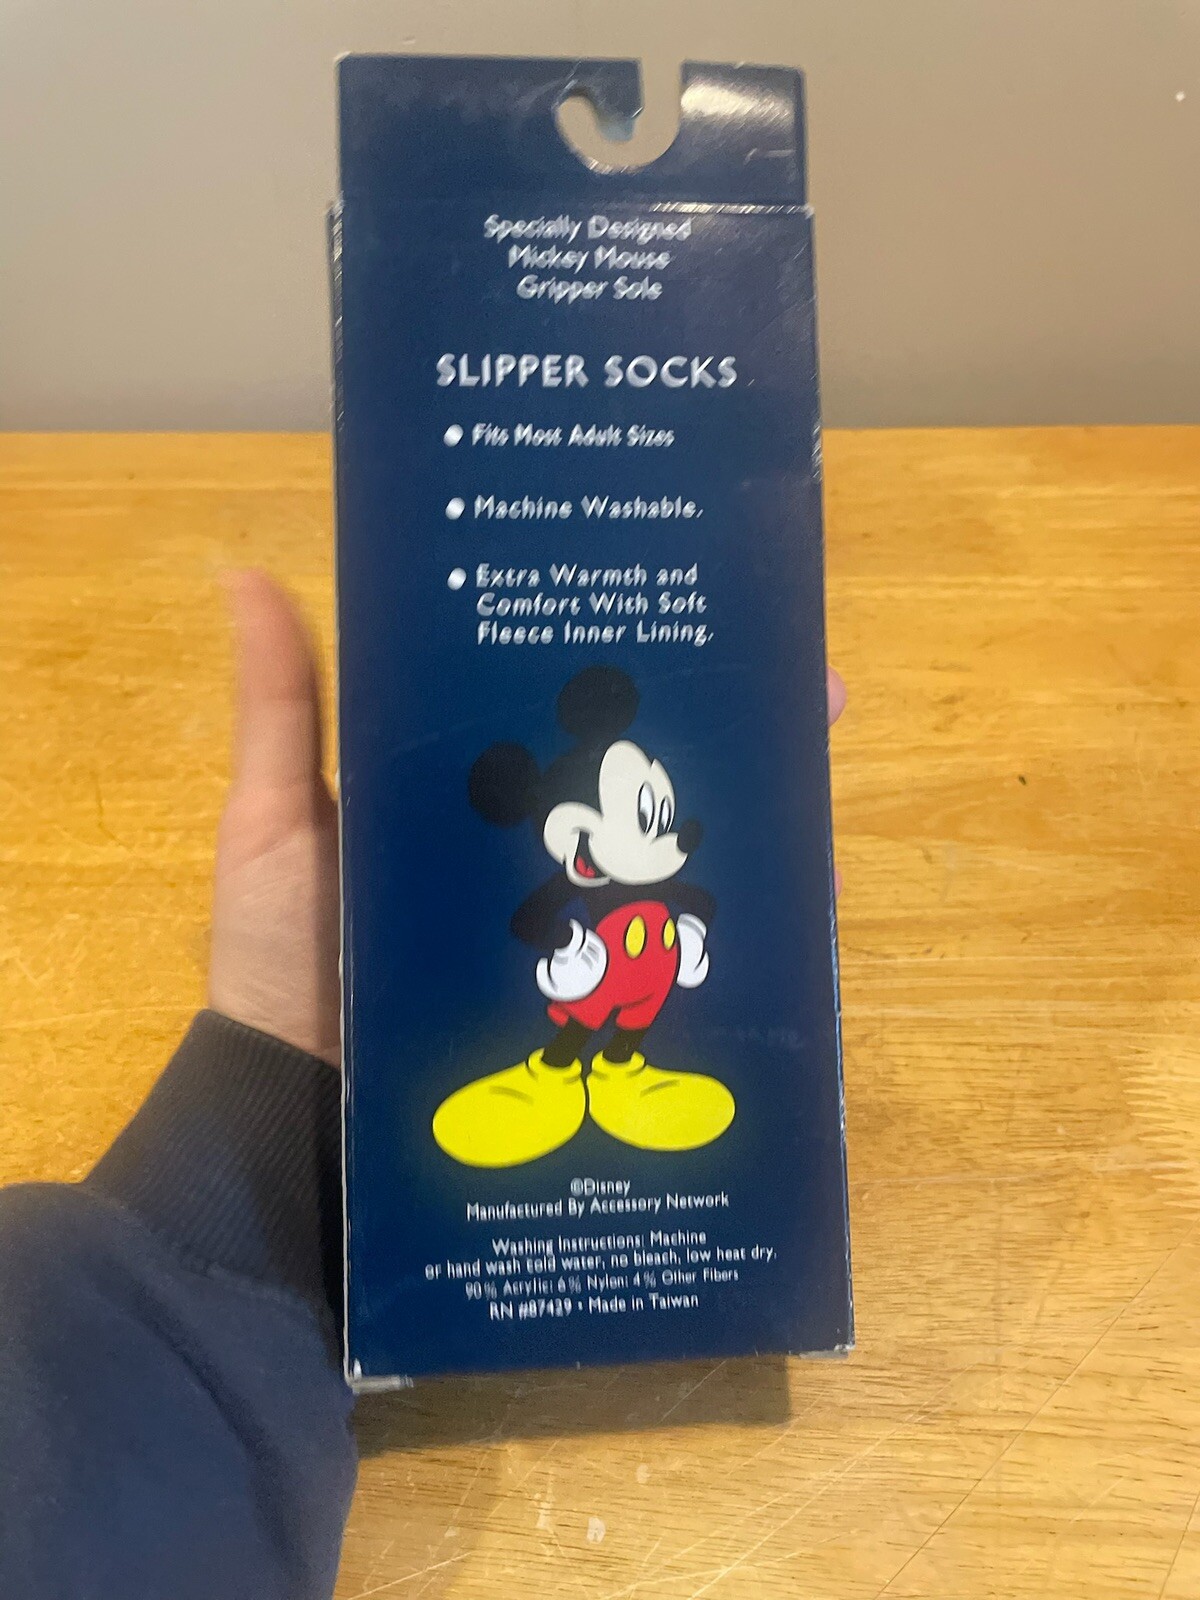 Specially Designed
Mickey Mouse
Gripper Sole
SLIPPER SOCKS
● Fits Most Adult Sizes
● Machine Washable.
● Extra Warmth and
Comfort With Soft
Fleece Inner Lining.
©Disney
Manufactured By Accessory Network
Washing Instructions: Machine
or hand wash cold water, no bleach, low heat dry.
90% Acrylic: 6% Nylon: 4% Other Fibers
RN #87429 • Made in Taiwan